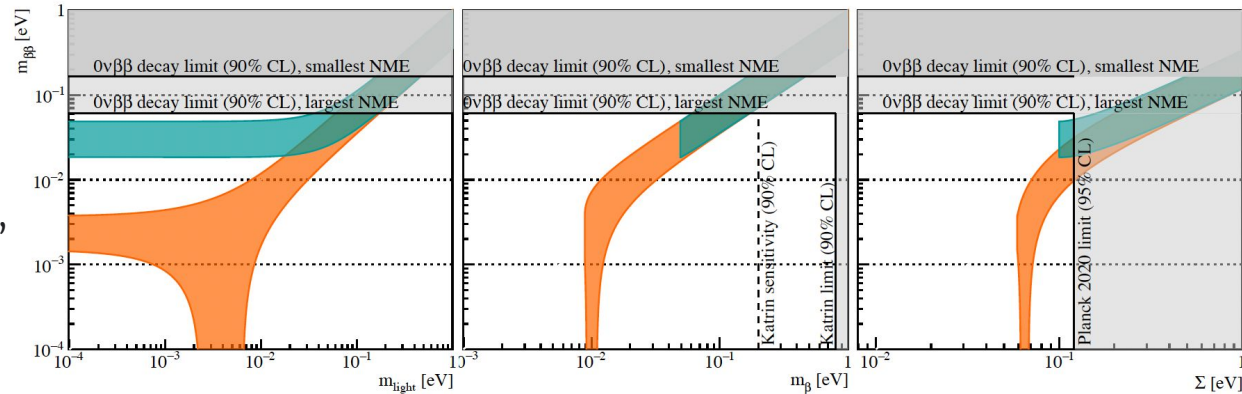 m_ββ [eV]
1
10⁻¹
10⁻²
10⁻³
10⁻⁴
0νββ decay limit (90% CL), smallest NME
0νββ decay limit (90% CL), largest NME
10⁻⁴ 10⁻³ 10⁻² 10⁻¹
m_light [eV]
0νββ decay limit (90% CL), smallest NME
0νββ decay limit (90% CL), largest NME
Katrin sensitivity (90% CL)
Katrin limit (90% CL)
10⁻² 10⁻¹ 1
m_β [eV]
0νββ decay limit (90% CL), smallest NME
0νββ decay limit (90% CL), largest NME
Planck 2020 limit (95% CL)
10⁻² 10⁻¹ 1
Σ [eV]
,